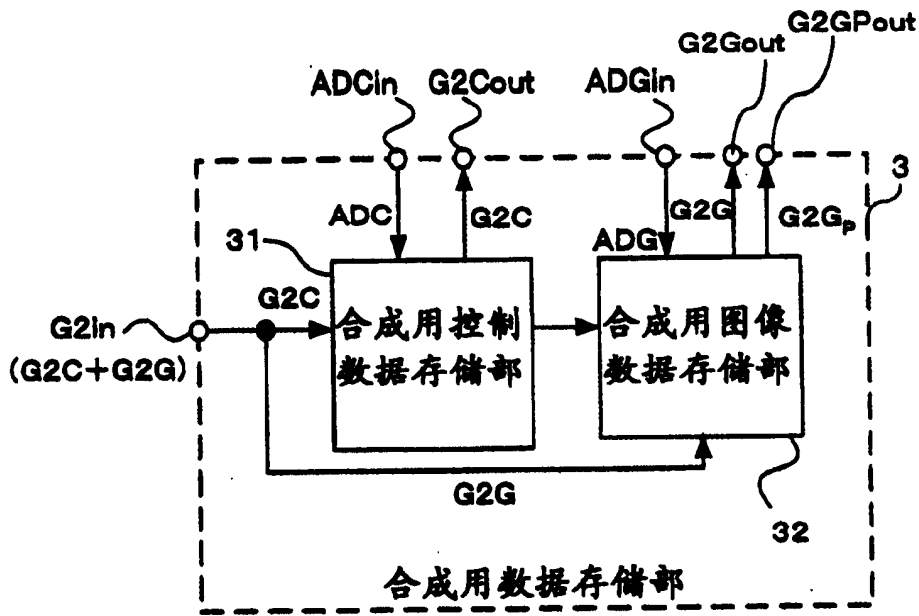 G2GPout
G2Gout
ADCin
G2Cout
ADGin
3
ADC
G2C
G2G
G2Gp
31
ADG
G2C
G2in
(G2C+G2G)
合成用控制
数据存储部
合成用图像
数据存储部
G2G
32
合成用数据存储部